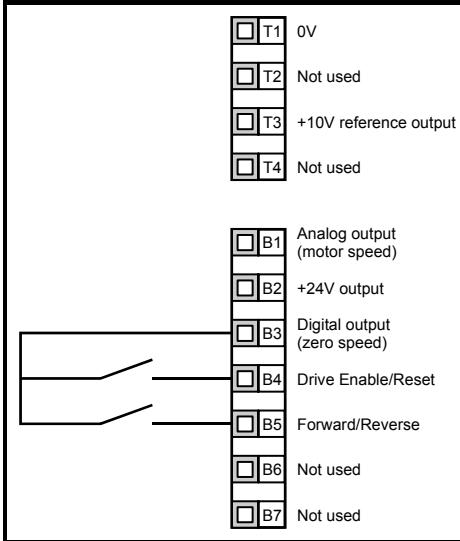 T1 0V
T2 Not used
T3 +10V reference output
T4 Not used
B1 Analog output
(motor speed)
B2 +24V output
B3 Digital output
(zero speed)
B4 Drive Enable/Reset
B5 Forward/Reverse
B6 Not used
B7 Not used